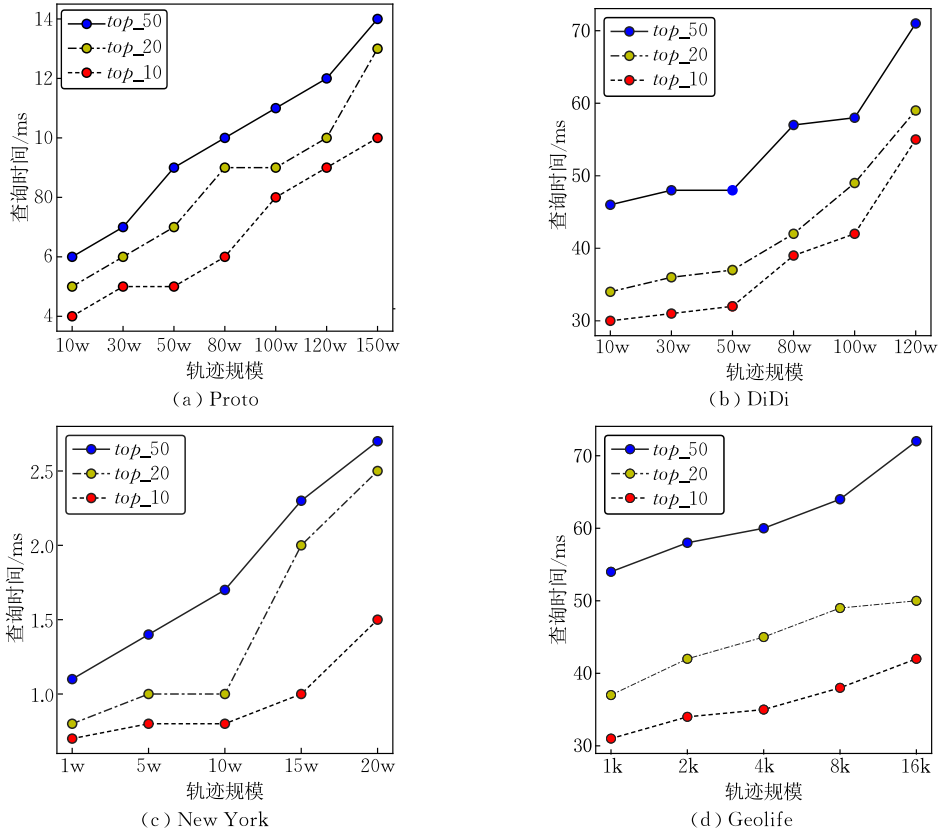 14
12
10
80
6
4
查询时间/ms
top_50
top_20
top_10
10w 30w 50w 80w 100w 120w 150w
轨迹规模
(a) Proto
70
60
50
40
30
查询时间/ms
top_50
top_20
top_10
10w 30w 50w 80w 100w 120w
轨迹规模
(b) DiDi
2.5
2.0
1.5
1.0
查询时间/ms
top_50
top_20
top_10
1w 5w 10w 15w 20w
轨迹规模
(c) New York
70
60
50
40
30
查询时间/ms
top_50
top_20
top_10
1k 2k 4k 8k 16k
轨迹规模
(d) Geolife